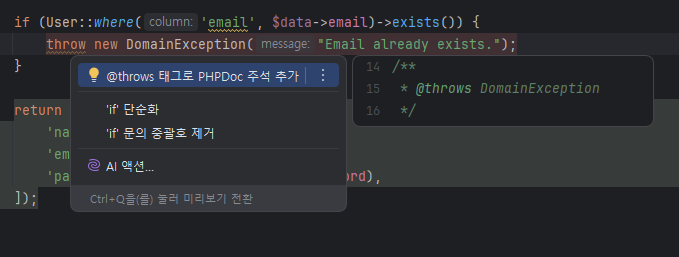 if (User::where( column: 'email', $data->email)->exists()) {
throw new DomainException( message: "Email already exists.");
}
@throws 태그로 PHPDoc 주석 추가
14 /**
15 * @throws DomainException
16 */
'if' 단순화
return
'if' 문의 중괄호 제거
'na
'em
AI 액션...
'pa
rd),
]);
Ctrl+Q을(를) 눌러 미리보기 전환